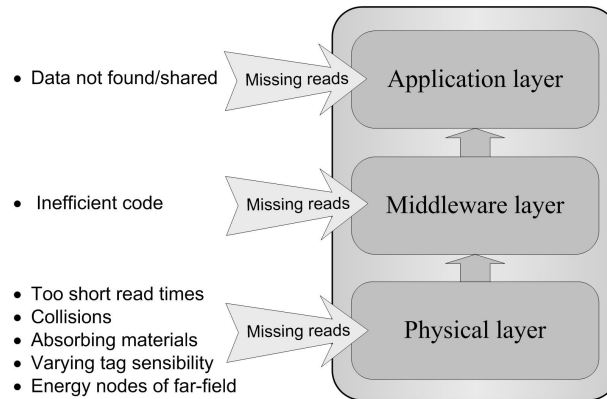 • Data not found/shared
Missing reads
Application layer
• Inefficient code
Missing reads
Middleware layer
• Too short read times
• Collisions
• Absorbing materials
• Varying tag sensibility
• Energy nodes of far-field
Missing reads
Physical layer